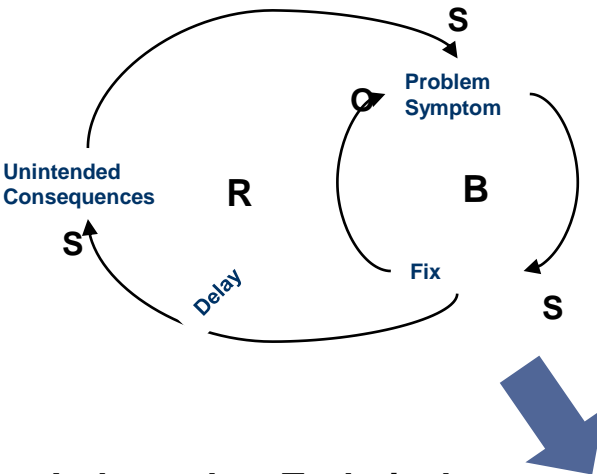 S
Problem
Symptom
O
Unintended
Consequences
R
B
S
Delay
Fix
S